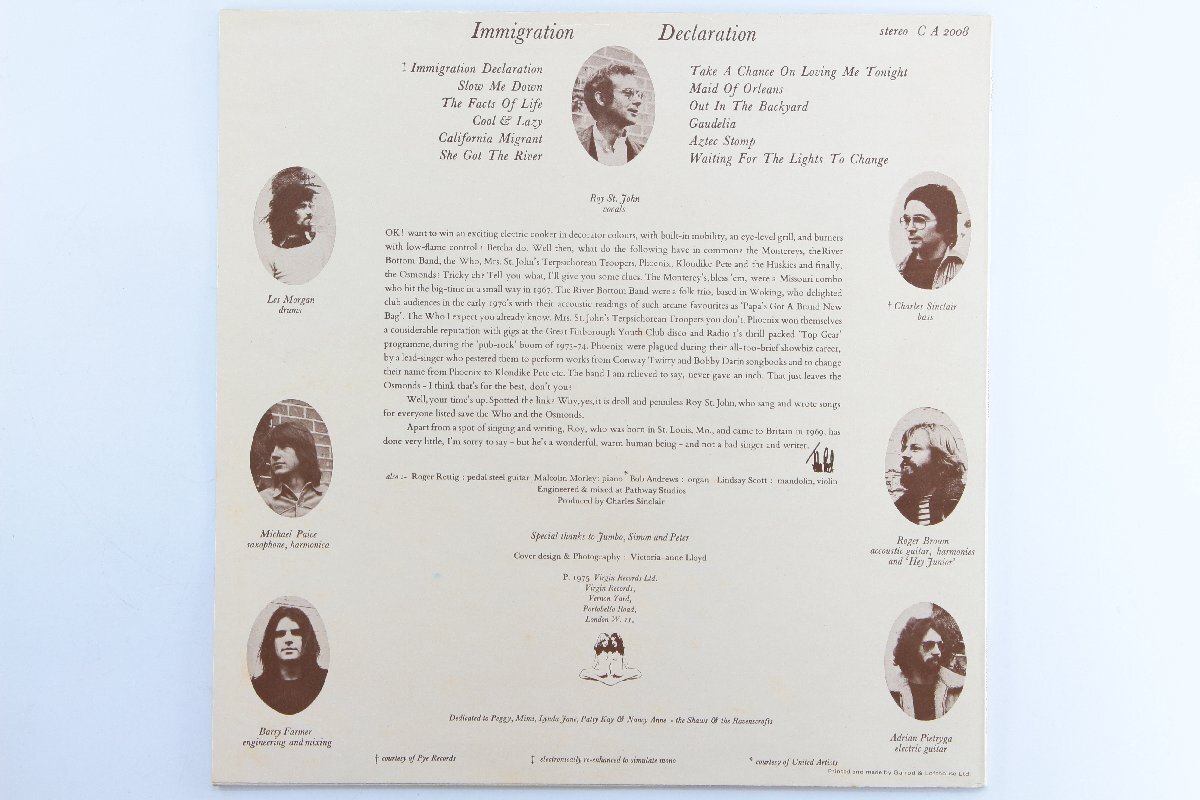 Immigration Declaration
stereo C A 2008
‡ Immigration Declaration
Slow Me Down
The Facts Of Life
Cool & Lazy
California Migrant
She Got The River
Take A Chance On Loving Me Tonight
Maid Of Orleans
Out In The Backyard
Gaudelia
Aztec Stomp
Waiting For The Lights To Change
Roy St. John
vocals
Les Morgan
drums
† Charles Sinclair
bass
OK! want to win an exciting electric cooker in decorator colours, with built-in mobility, an eye-level grill, and burners
with low-flame control? Betcha do. Well then, what do the following have in common? the Montereys, the River
Bottom Band, the Who, Mrs. St. John's Terpsichorean Troopers, Phoenix, Klondike Pete and the Huskies and finally,
the Osmonds? Tricky eh? Tell you what, I'll give you some clues. The Monterey's, bless 'em, were a Missouri combo
who hit the big-time in a small way in 1967. The River Bottom Band were a folk trio, based in Woking, who delighted
club audiences in the early 1970's with their accoustic readings of such arcane favourites as 'Papa's Got A Brand New
Bag'. The Who I expect you already know. Mrs. St. John's Terpsichorean Troopers you don't. Phoenix won themselves
a considerable reputation with gigs at the Great Finborough Youth Club disco and Radio 1's thrill packed 'Top Gear'
programme, during the 'pub-rock' boom of 1973-74. Phoenix were plagued during their all-too-brief showbiz career,
by a lead-singer who pestered them to perform works from Conway Twitty and Bobby Darin songbooks and to change
their name from Phoenix to Klondike Pete etc. The band I am relieved to say, never gave an inch. That just leaves the
Osmonds - I think that's for the best, don't you?
Well, your time's up. Spotted the link? Why, yes, it is droll and penniless Roy St. John, who sang and wrote songs
for everyone listed save the Who and the Osmonds.
Apart from a spot of singing and writing, Roy, who was born in St. Louis, Mo., and came to Britain in 1969, has
done very little, I'm sorry to say - but he's a wonderful, warm human being - and not a bad singer and writer.
also :- Roger Rettig : pedal steel guitar Malcolm Morley : piano * Bob Andrews : organ Lindsay Scott : mandolin, violin
Engineered & mixed at Pathway Studios
Produced by Charles Sinclair
Michael Paice
saxophone, harmonica
Roger Brown
accoustic guitar, harmonies
and 'Hey Junior'
Special thanks to Jumbo, Simon and Peter
Cover design & Photography : Victoria-anne Lloyd
P. 1975 Virgin Records Ltd.
Virgin Records,
Vernon Yard,
Portobello Road,
London W. 11,
Barry Farmer
engineering and mixing
Adrian Pietryga
electric guitar
Dedicated to Peggy, Mimi, Lynda Jane, Patty Kay & Nancy Anne - the Shaws & the Ravenscrofts
† courtesy of Pye Records
‡ electronically re-enhanced to simulate mono
* courtesy of United Artists
Printed and made by Garrod & Lofthouse Ltd.